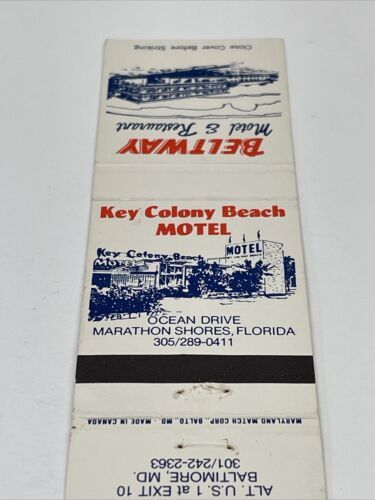 Close Cover Before Striking
Motel & Restaurant
BELTWAY
Key Colony Beach
MOTEL
MOTEL
Key Colony Beach
MOTEL
OCEAN DRIVE
MARATHON SHORES, FLORIDA
305/289-0411
MARYLAND MATCH CORP., BALTO., MD. - MADE IN CANADA
ALT. U.S. 1 at EXIT 10
BALTIMORE, MD.
301/242-2363